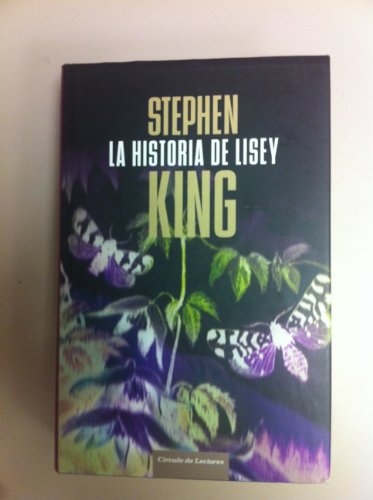 STEPHEN
LA HISTORIA DE LISEY
KING
Círculo de Lectores